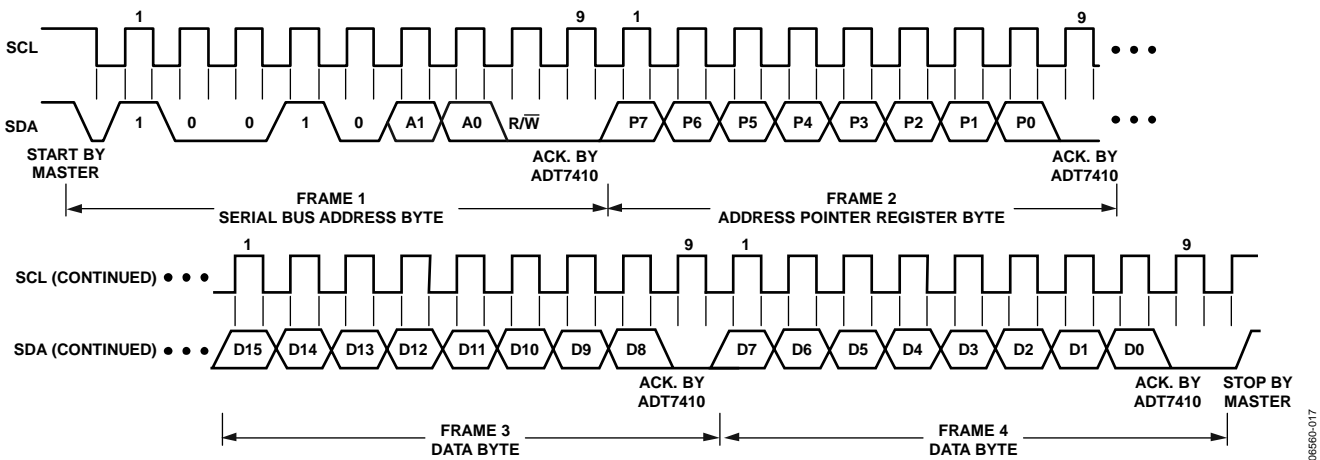 1 9 1 9
SCL
SDA 1 0 0 1 0 A1 A0 R/W̅ P7 P6 P5 P4 P3 P2 P1 P0
START BY
MASTER
ACK. BY
ADT7410
ACK. BY
ADT7410
FRAME 1
SERIAL BUS ADDRESS BYTE
FRAME 2
ADDRESS POINTER REGISTER BYTE
1 9 1 9
SCL (CONTINUED)
SDA (CONTINUED) D15 D14 D13 D12 D11 D10 D9 D8 D7 D6 D5 D4 D3 D2 D1 D0
ACK. BY
ADT7410
ACK. BY
ADT7410
STOP BY
MASTER
FRAME 3
DATA BYTE
FRAME 4
DATA BYTE
06560-017